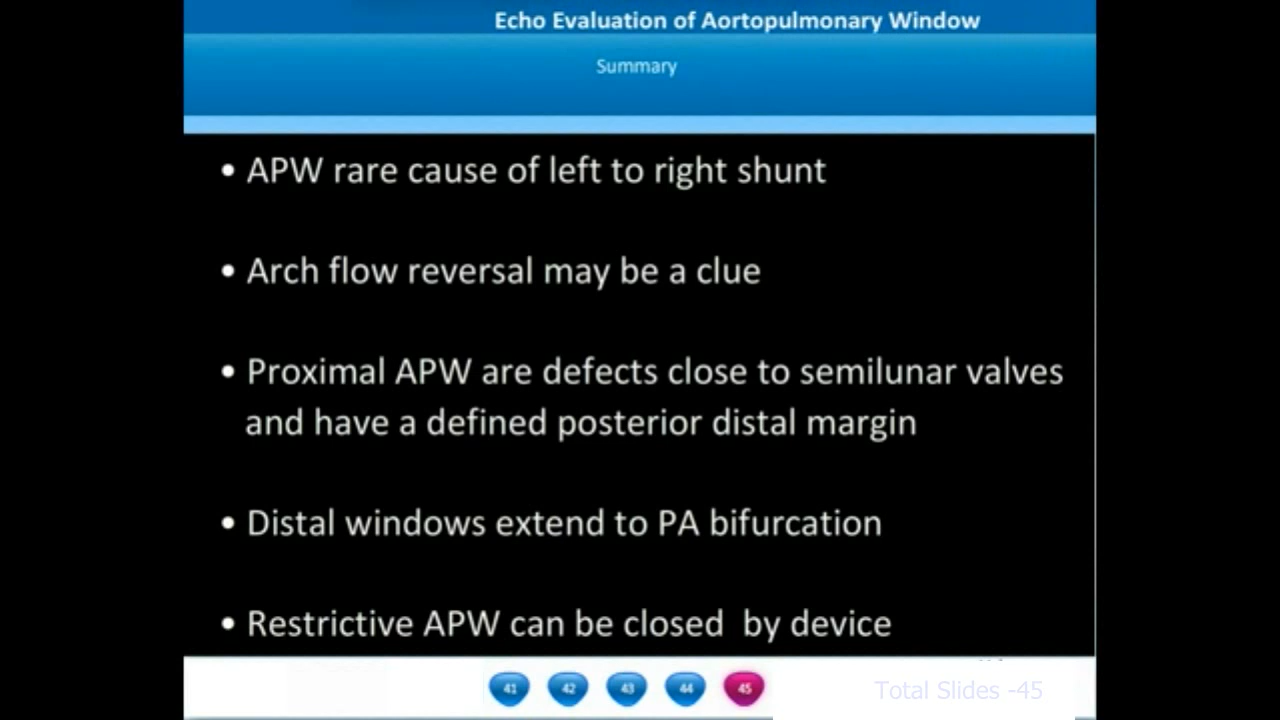 Echo Evaluation of Aortopulmonary Window
Summary
• APW rare cause of left to right shunt
• Arch flow reversal may be a clue
• Proximal APW are defects close to semilunar valves
and have a defined posterior distal margin
• Distal windows extend to PA bifurcation
• Restrictive APW can be closed by device
41 42 43 44 45
Total Slides -45